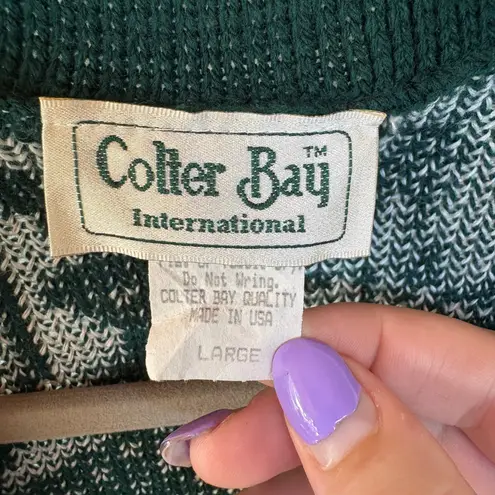 Colter Bay™
International
Do Not Wring.
COLTER BAY QUALITY
MADE IN USA
LARGE